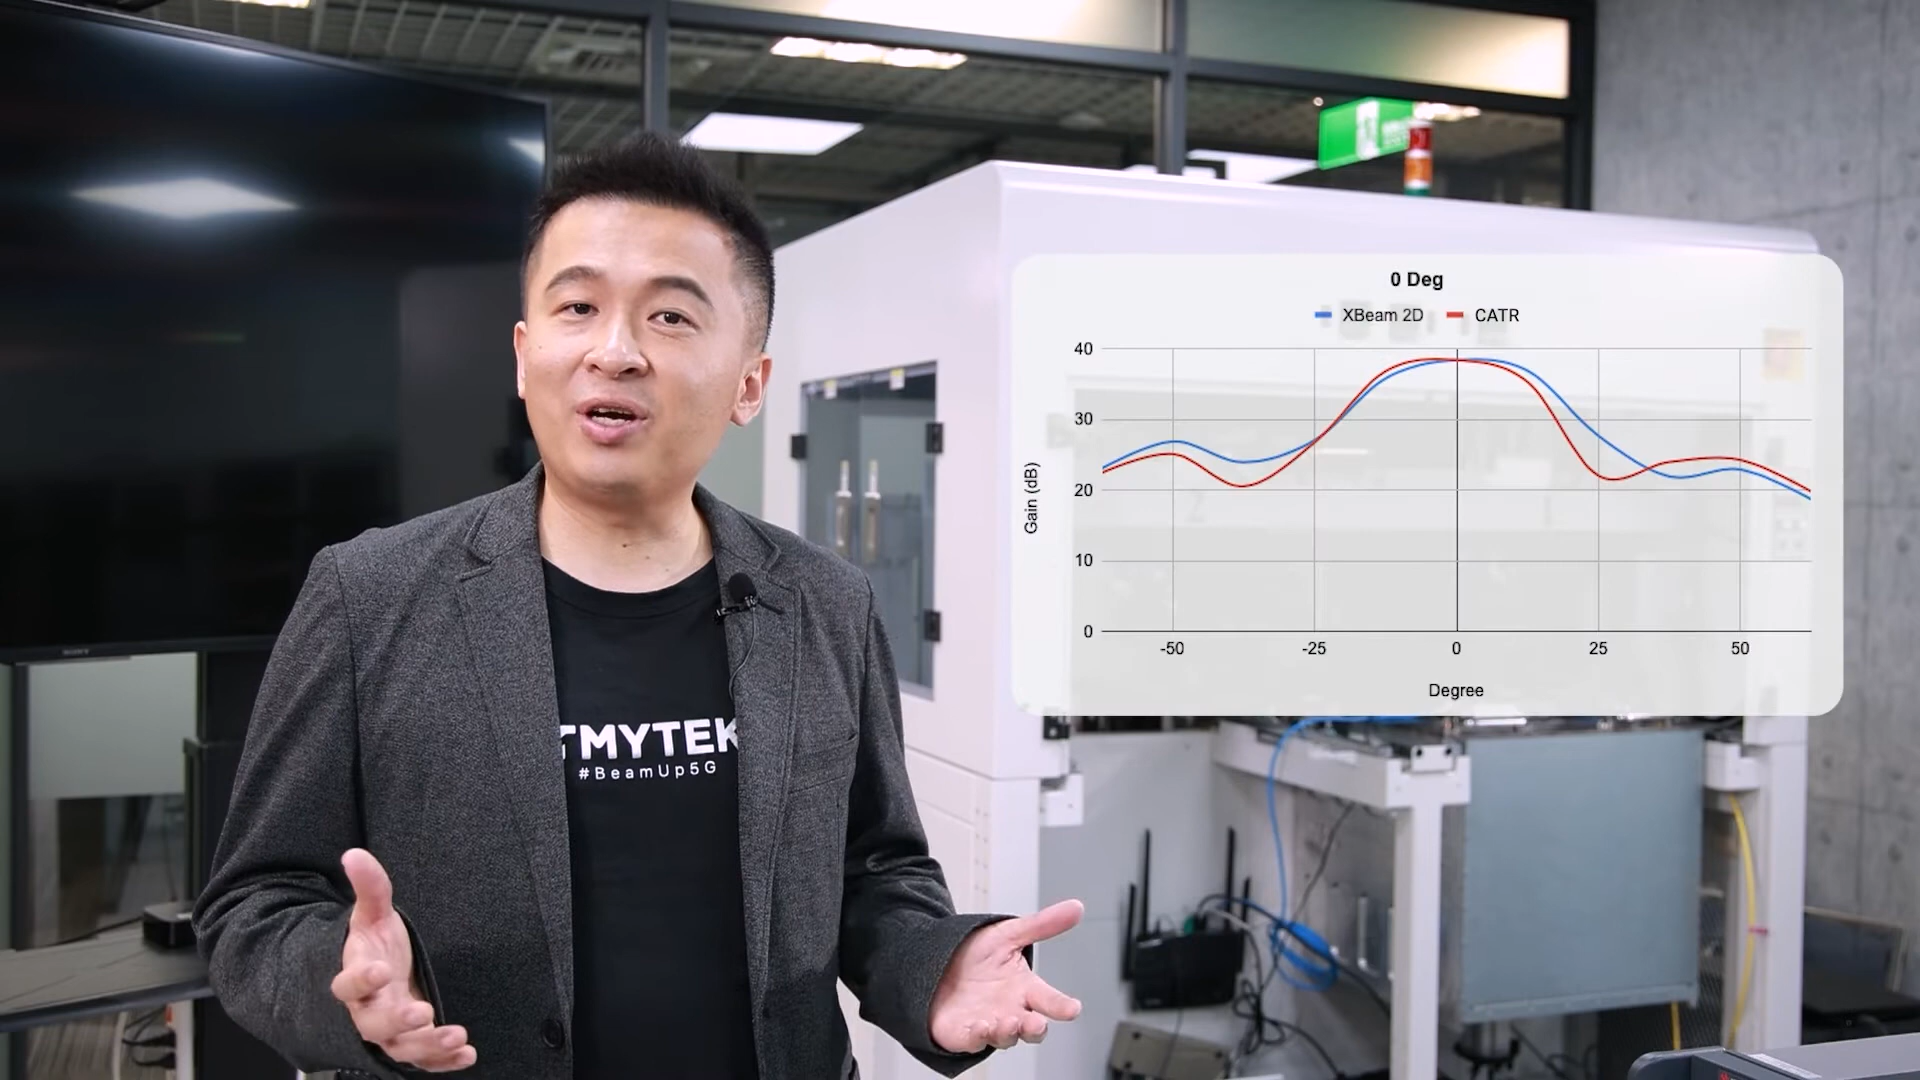 0 Deg
XBeam 2D
CATR
Gain (dB)
40
30
20
10
0
-50
-25
0
25
50
Degree
TMYTEK
#BeamUp5G
SONY